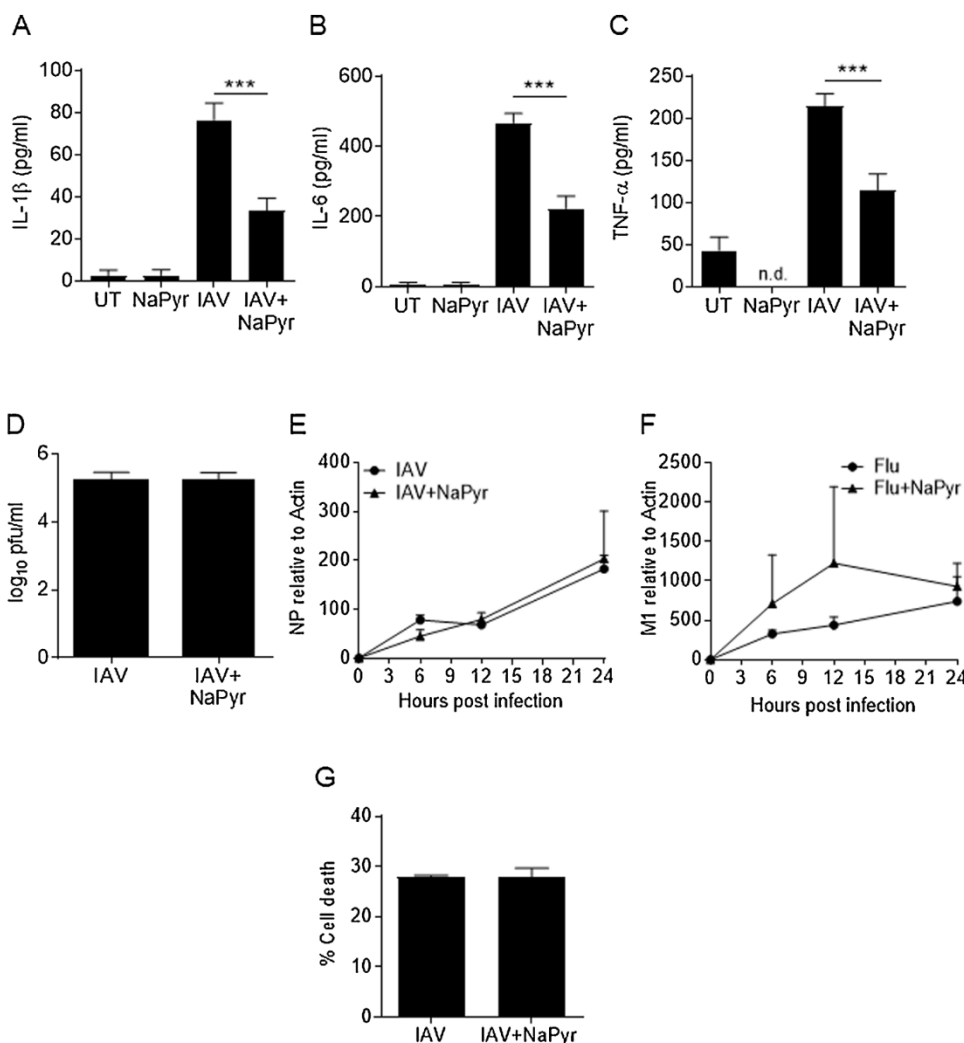 A
IL-1β (pg/ml)
100
80
60
40
20
0
***
UT
NaPyr
IAV
IAV+
NaPyr
B
IL-6 (pg/ml)
600
400
200
0
***
UT
NaPyr
IAV
IAV+
NaPyr
C
TNF-α (pg/ml)
250
200
150
100
50
0
***
n.d.
UT
NaPyr
IAV
IAV+
NaPyr
D
log10 pfu/ml
6
4
2
0
IAV
IAV+
NaPyr
E
NP relative to Actin
400
300
200
100
0
IAV
IAV+NaPyr
0 3 6 9 12 15 18 21 24
Hours post infection
F
M1 relative to Actin
2500
2000
1500
1000
500
0
Flu
Flu+NaPyr
0 3 6 9 12 15 18 21 24
Hours post infection
G
% Cell death
40
30
20
10
0
IAV
IAV+NaPyr